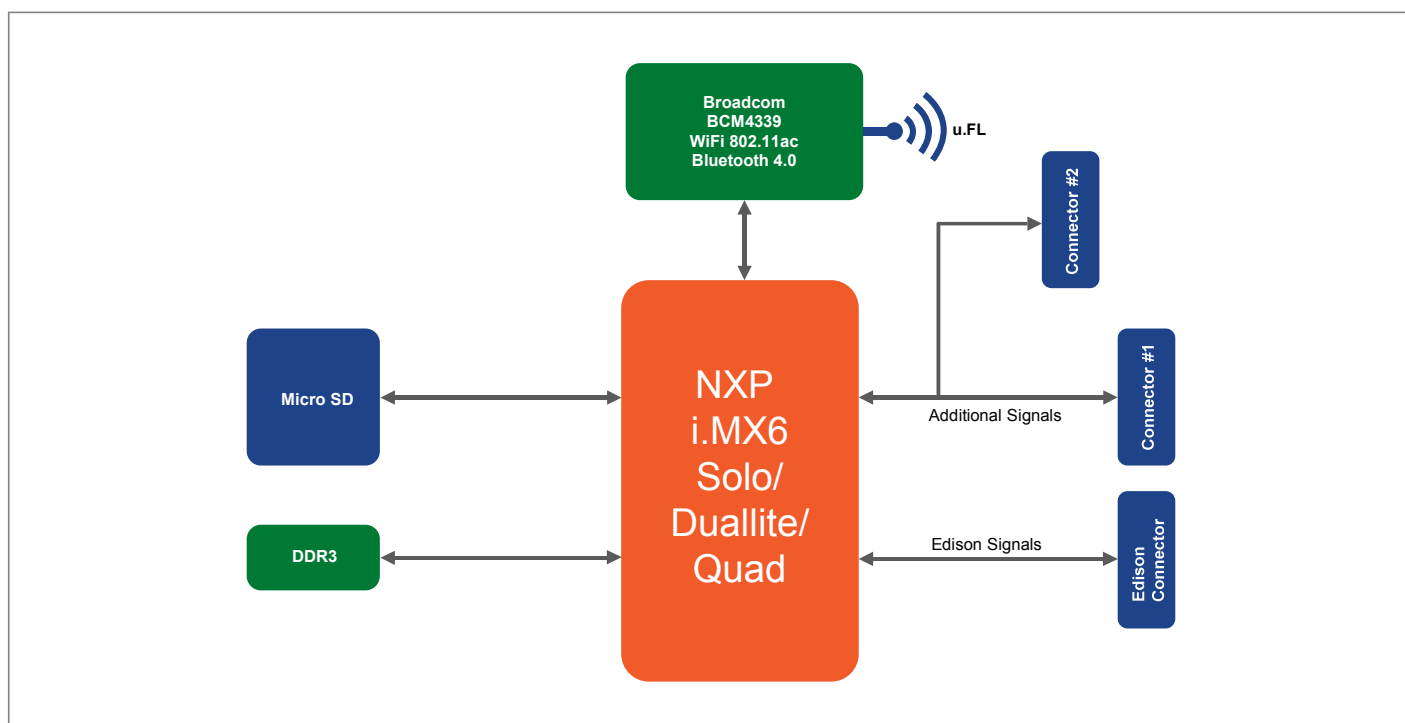 Broadcom
BCM4339
WiFi 802.11ac
Bluetooth 4.0
u.FL
Connector #2
Micro SD
NXP
i.MX6
Solo/
Duallite/
Quad
Additional Signals
Connector #1
DDR3
Edison Signals
Edison
Connector